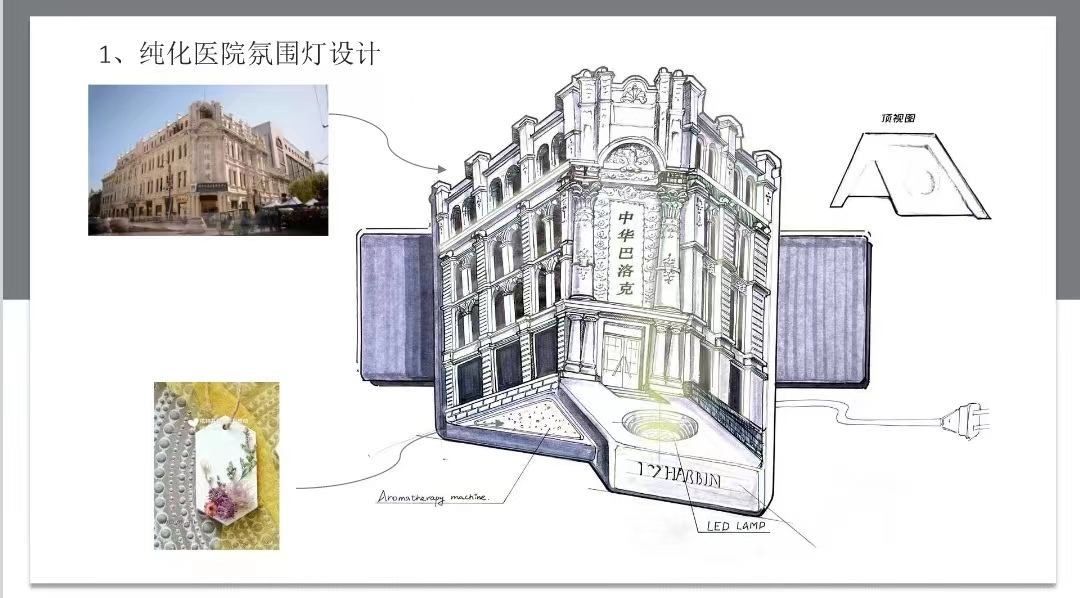 1、纯化医院氛围灯设计
顶视图
中华巴洛克
I ♡ HARBIN
Aromatherapy machine.
LED LAMP